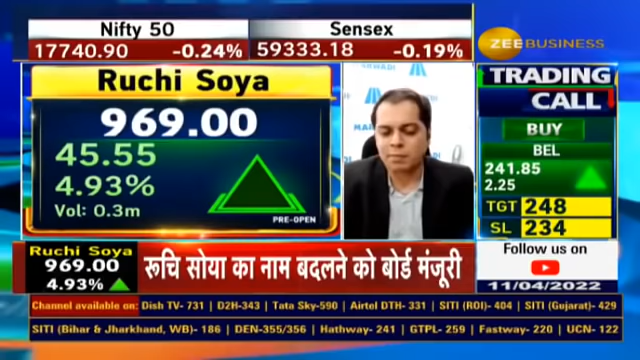 Nifty 50
17740.90 -0.24%
Sensex
59333.18 -0.19%
ZEE BUSINESS
Ruchi Soya
969.00
45.55
4.93%
Vol: 0.3m
PRE-OPEN
TRADING
CALL
BUY
BEL
241.85
2.25
TGT 248
SL 234
Ruchi Soya
969.00
4.93%
रूचि सोया का नाम बदलने को बोर्ड मंजूरी
Follow us on
11/04/2022
Channel available on: Dish TV- 731 | D2H-343 | Tata Sky-590 | Airtel DTH- 331 | SITI (ROI)- 404 | SITI (Gujarat)- 429
SITI (Bihar & Jharkhand, WB)- 186 | DEN-355/356 | Hathway- 241 | GTPL- 259 | Fastway- 220 | UCN- 122